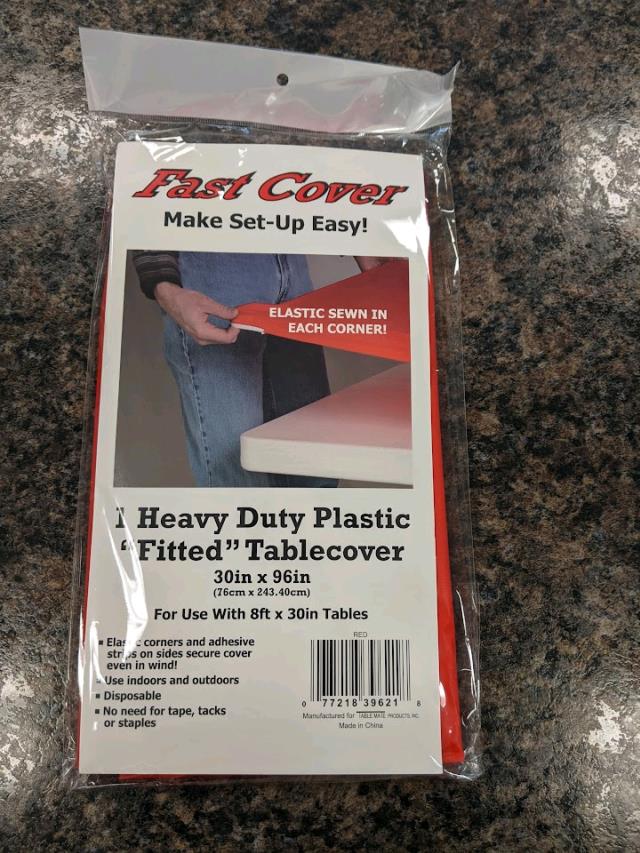 Fast Cover
Make Set-Up Easy!
ELASTIC SEWN IN
EACH CORNER!
1 Heavy Duty Plastic
"Fitted" Tablecover
30in x 96in
(76cm x 243.40cm)
For Use With 8ft x 30in Tables
▪ Elastic corners and adhesive
strips on sides secure cover
even in wind!
▪ Use indoors and outdoors
▪ Disposable
▪ No need for tape, tacks
or staples
RED
0 77218 39621 8
Manufactured for TABLE MATE PRODUCTS, INC.
Made in China